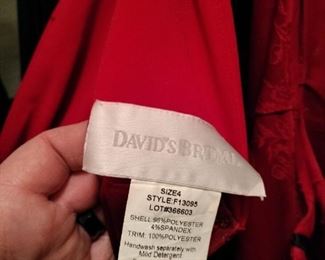 DAVID'S BRIDAL
SIZE4
STYLE:F13095
LOT#366603
SHELL:96%POLYESTER
4%SPANDEX
TRIM: 100%POLYESTER
Handwash separately with
Mild Detergent